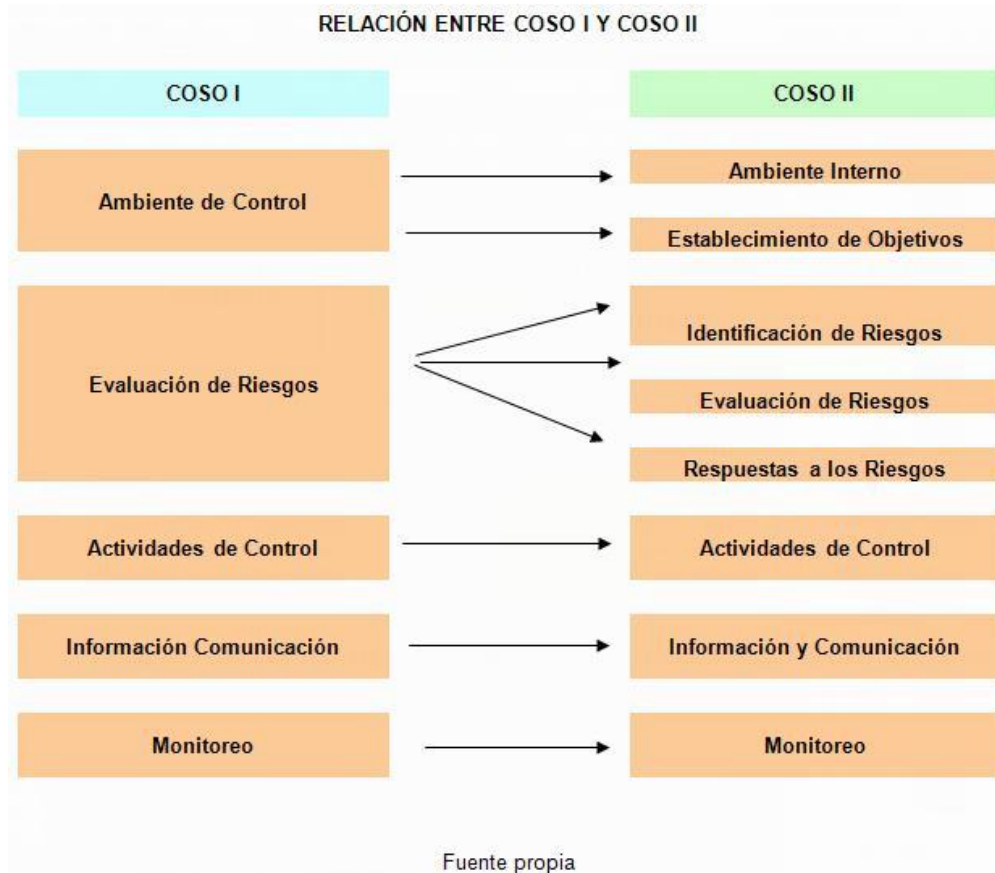 RELACIÓN ENTRE COSO I Y COSO II
COSO I
COSO II
Ambiente de Control
Ambiente Interno
Establecimiento de Objetivos
Evaluación de Riesgos
Identificación de Riesgos
Evaluación de Riesgos
Respuestas a los Riesgos
Actividades de Control
Actividades de Control
Información Comunicación
Información y Comunicación
Monitoreo
Monitoreo
Fuente propia